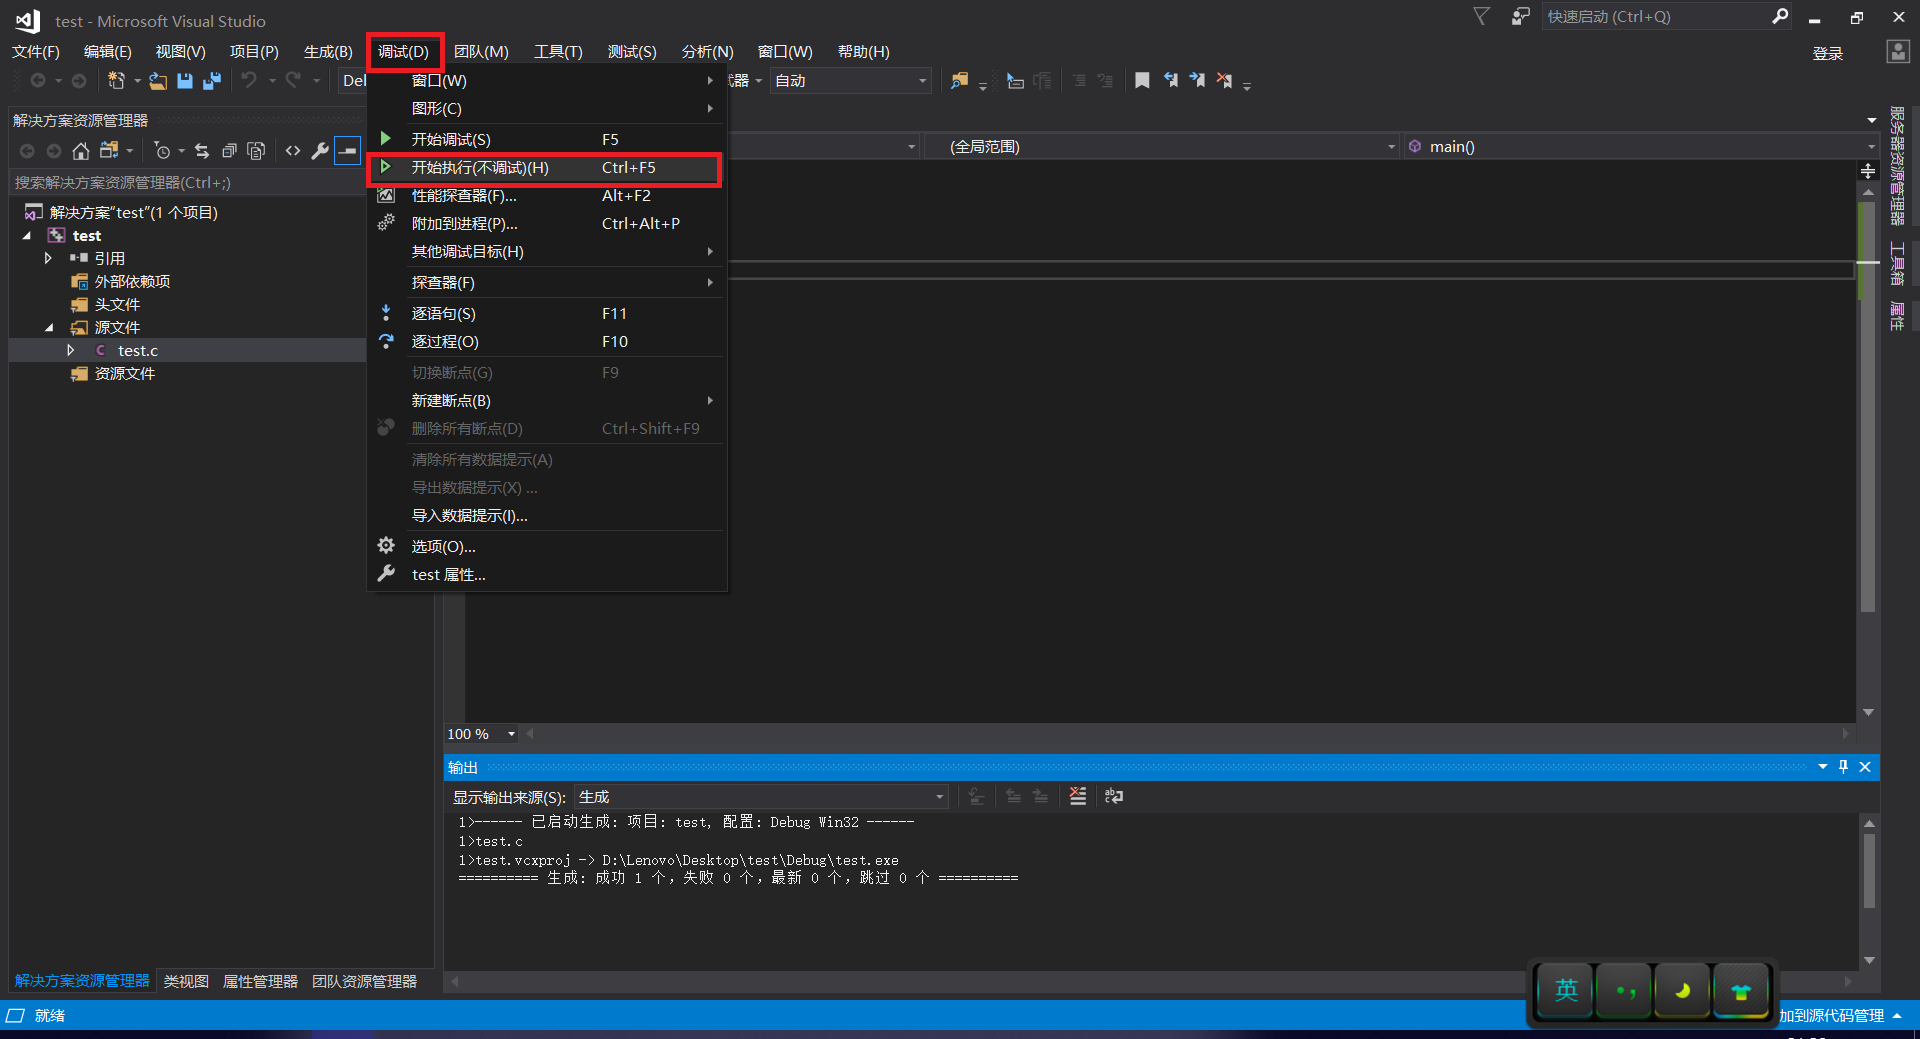 test - Microsoft Visual Studio
快速启动 (Ctrl+Q)
文件(F) 编辑(E) 视图(V) 项目(P) 生成(B) 调试(D) 团队(M) 工具(T) 测试(S) 分析(N) 窗口(W) 帮助(H)
登录
自动
解决方案资源管理器
搜索解决方案资源管理器(Ctrl+;)
解决方案"test"(1 个项目)
test
引用
外部依赖项
头文件
源文件
test.c
资源文件
窗口(W)
图形(C)
开始调试(S) F5
开始执行(不调试)(H) Ctrl+F5
性能探查器(F)... Alt+F2
附加到进程(P)... Ctrl+Alt+P
其他调试目标(H)
探查器(F)
逐语句(S) F11
逐过程(O) F10
切换断点(G) F9
新建断点(B)
删除所有断点(D) Ctrl+Shift+F9
清除所有数据提示(A)
导出数据提示(X) ...
导入数据提示(I)...
选项(O)...
test 属性...
(全局范围)
main()
服务器资源管理器
工具箱
属性
100 %
输出
显示输出来源(S): 生成
1>------ 已启动生成: 项目: test, 配置: Debug Win32 ------
1>test.c
1>test.vcxproj -> D:\Lenovo\Desktop\test\Debug\test.exe
========== 生成: 成功 1 个，失败 0 个，最新 0 个，跳过 0 个 ==========
解决方案资源管理器 类视图 属性管理器 团队资源管理器
就绪
英
加到源代码管理